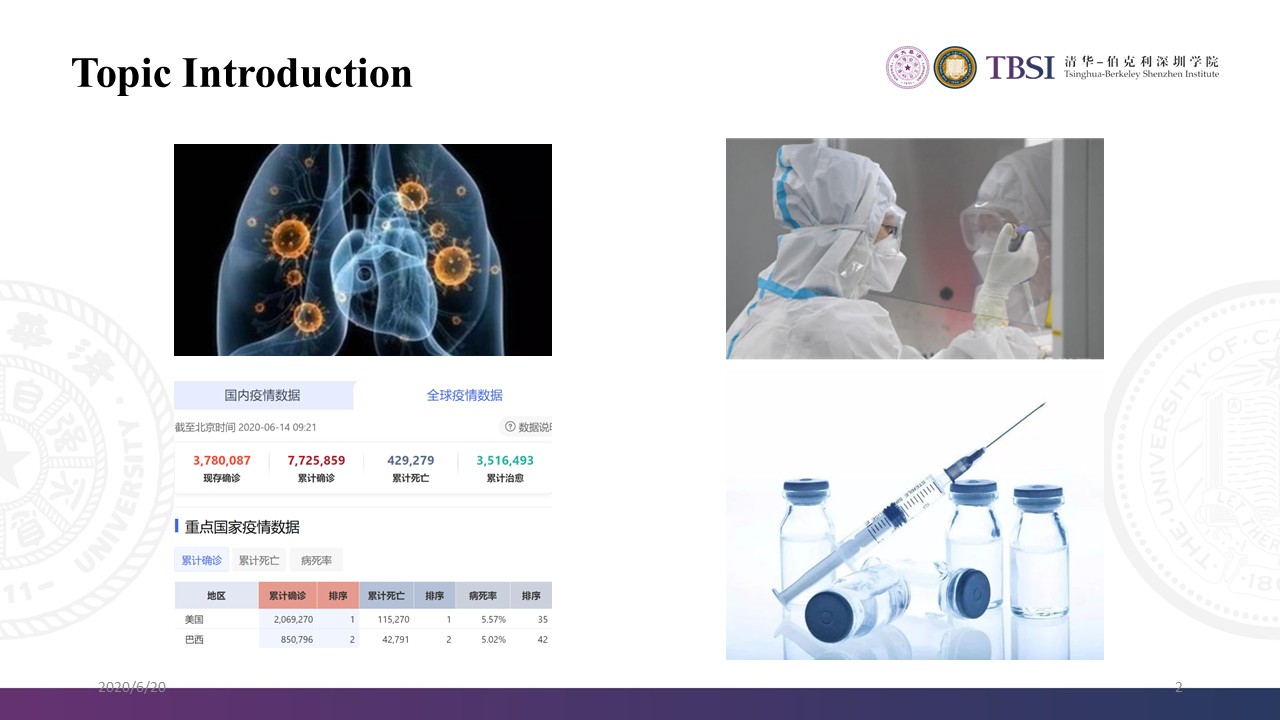 Topic Introduction
TBSI 清华-伯克利深圳学院
Tsinghua-Berkeley Shenzhen Institute
国内疫情数据 全球疫情数据
截至北京时间 2020-06-14 09:21 ? 数据说
3,780,087 7,725,859 429,279 3,516,493
现存确诊 累计确诊 累计死亡 累计治愈
重点国家疫情数据
累计确诊 累计死亡 病死率
地区 累计确诊 排序 累计死亡 排序 病死率 排序
美国 2,069,270 1 115,270 1 5.57% 35
巴西 850,796 2 42,791 2 5.02% 42
UNIVERSITY
11-
THE UNIVERSITY OF CA
18
2020/6/20 2